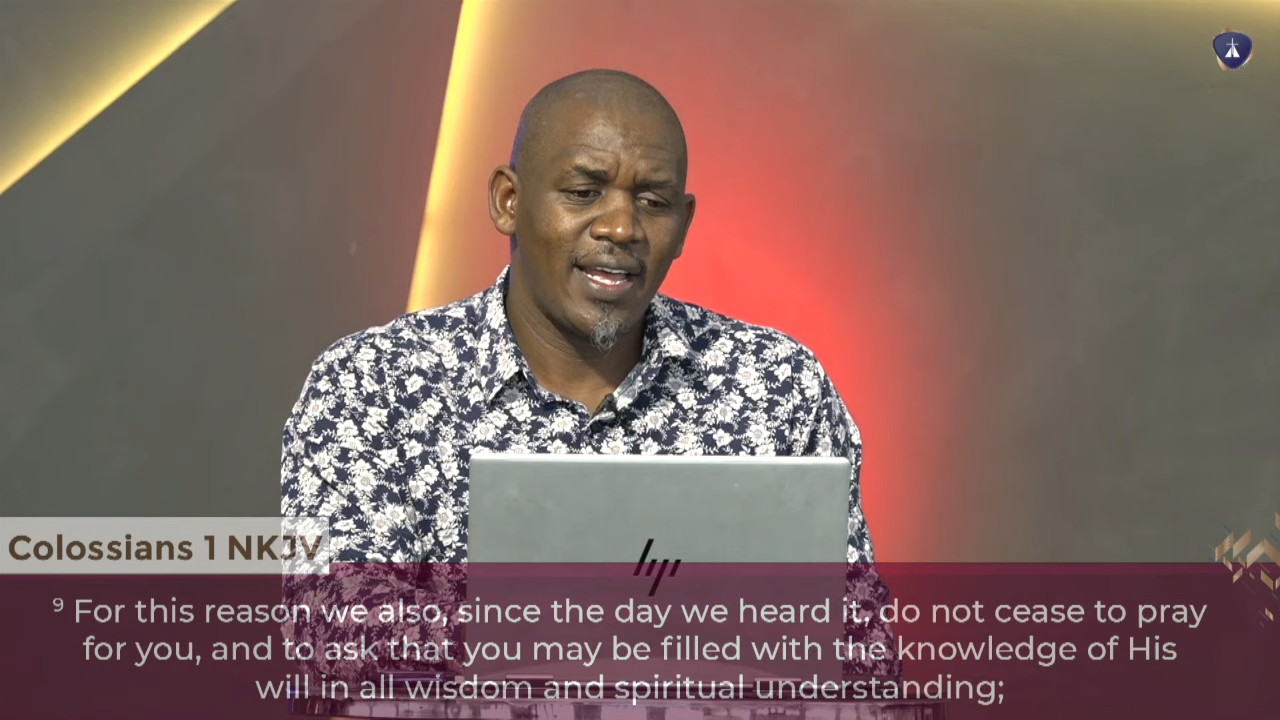 hp
Colossians 1 NKJV
⁹ For this reason we also, since the day we heard it, do not cease to pray
for you, and to ask that you may be filled with the knowledge of His
will in all wisdom and spiritual understanding;